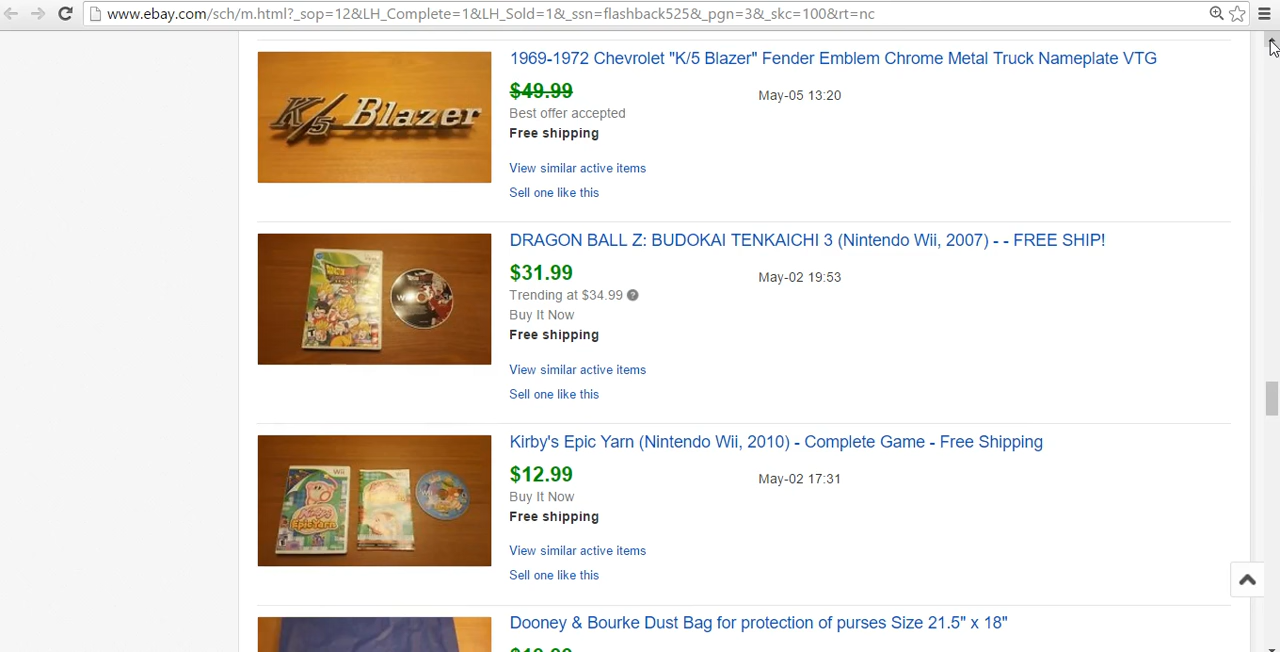 www.ebay.com/sch/m.html?_sop=12&LH_Complete=1&LH_Sold=1&_ssn=flashback525&_pgn=3&_skc=100&rt=nc
1969-1972 Chevrolet "K/5 Blazer" Fender Emblem Chrome Metal Truck Nameplate VTG
K/5 Blazer
$49.99
May-05 13:20
Best offer accepted
Free shipping
View similar active items
Sell one like this
DRAGON BALL Z: BUDOKAI TENKAICHI 3 (Nintendo Wii, 2007) - - FREE SHIP!
$31.99
May-02 19:53
Trending at $34.99
Buy It Now
Free shipping
View similar active items
Sell one like this
Kirby's Epic Yarn (Nintendo Wii, 2010) - Complete Game - Free Shipping
Wii
Kirby's
Epic Yarn
$12.99
May-02 17:31
Buy It Now
Free shipping
View similar active items
Sell one like this
Dooney & Bourke Dust Bag for protection of purses Size 21.5" x 18"